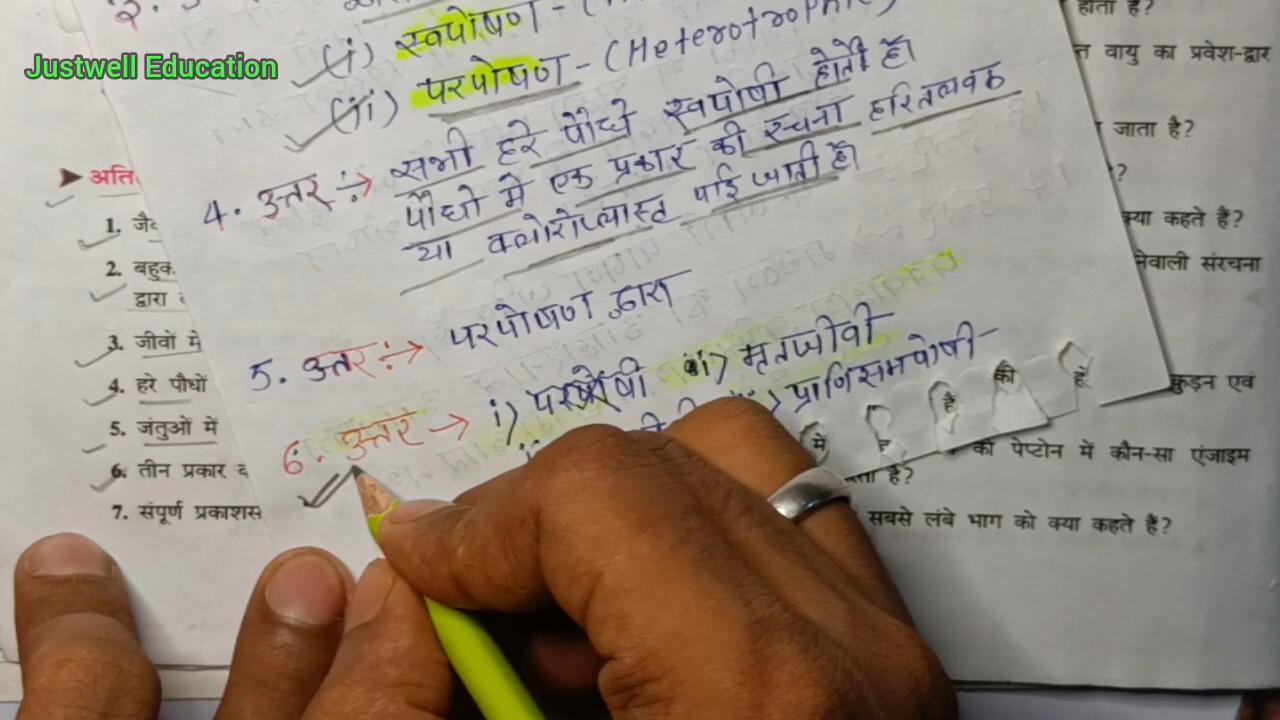 (i) स्वपोषण -
Justwell Education
(ii) परपोषण - (Heterotrophic)
4. उत्तर :→ सभी हरे पौधे स्वपोषी होते हैं।
पौधों में एक प्रकार की रचना हरितलवक
या क्लोरोप्लास्ट पाई जाती है।
5. उत्तर :→ परपोषण द्वारा
6. उत्तर → i) परपोषी ii) मृतजीवी
प्राणिसमपोषी
अति
1.
2. बहुक
द्वारा
3. जीवों में
4. हरे पौधों
5. जंतुओं में
6. तीन प्रकार
7. संपूर्ण प्रकाशस
होता है?
वायु का प्रवेश-द्वार
जाता है?
क्या कहते हैं?
नेवाली संरचना
में है की हैं
कुड़न एवं
को पेप्टोन में कौन-सा एंजाइम
है?
सबसे लंबे भाग को क्या कहते हैं?